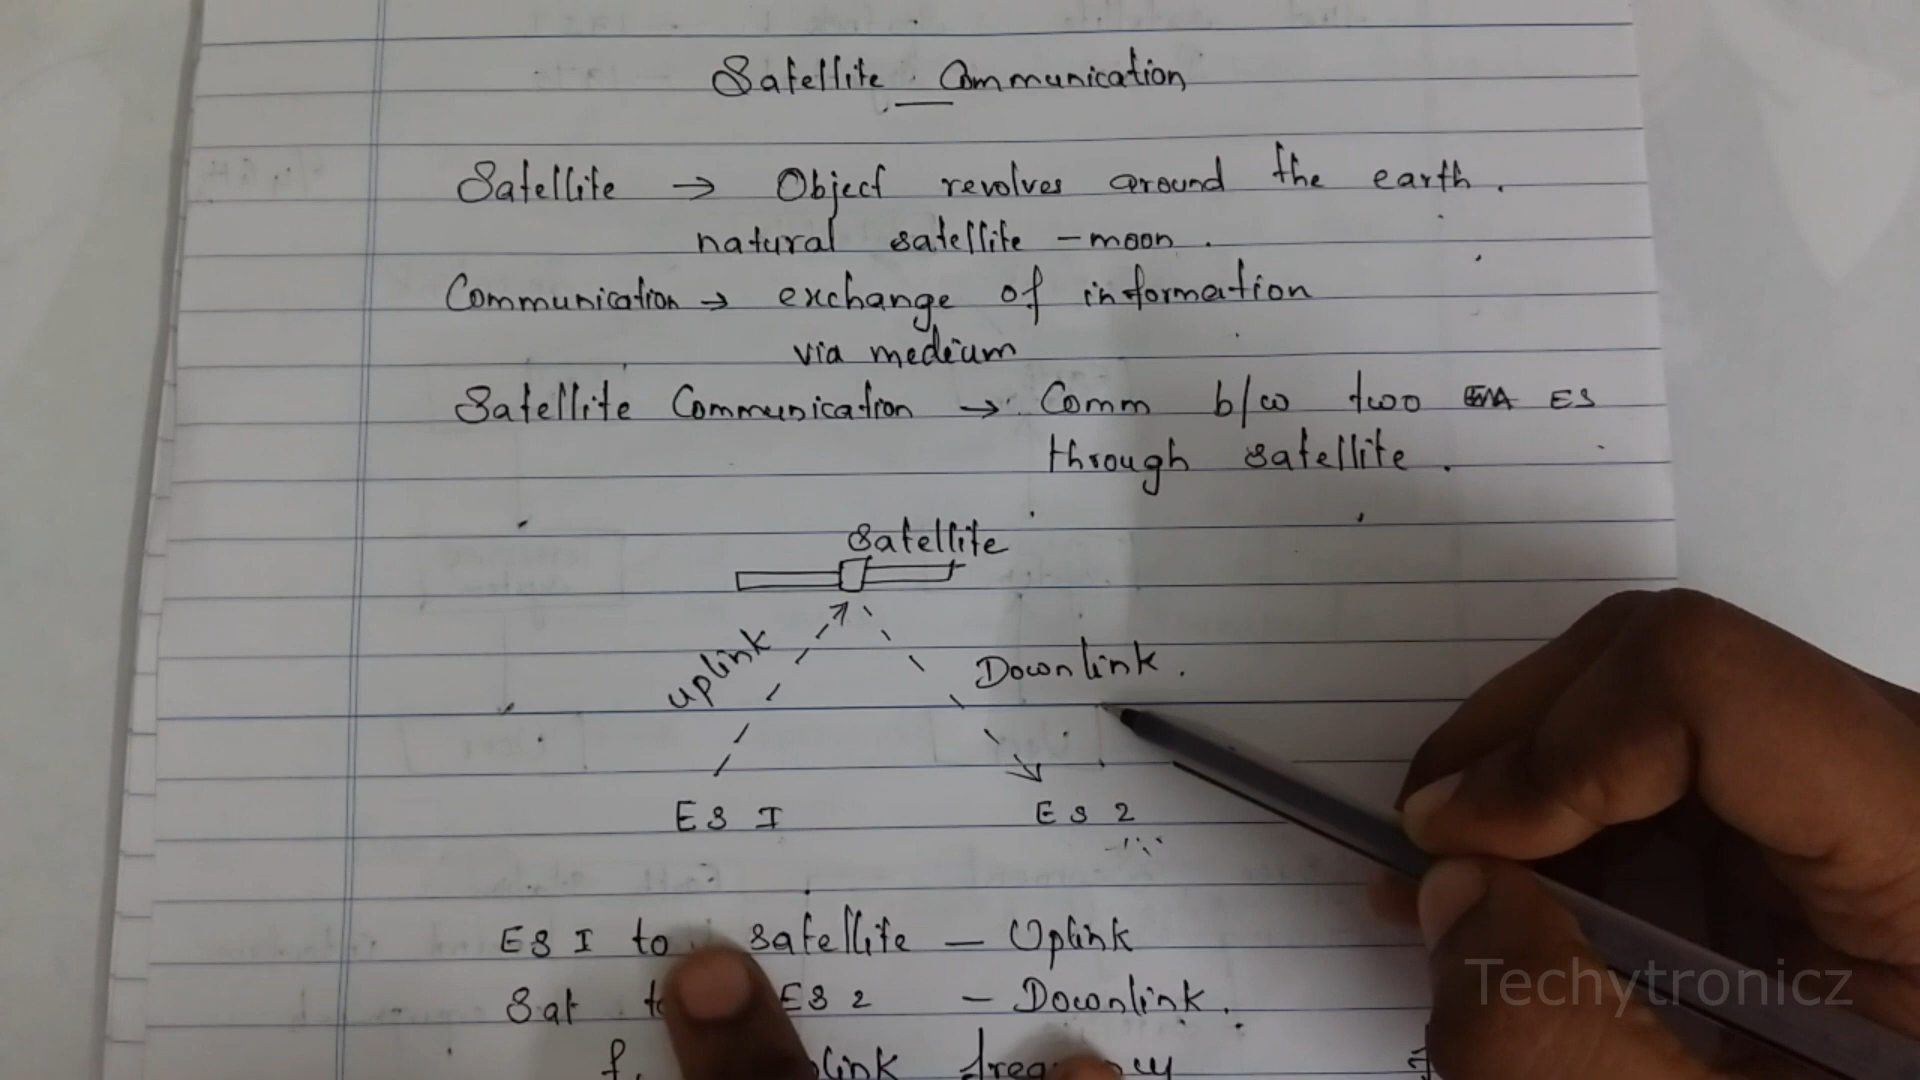 Satellite Communication
Satellite → Object revolves around the earth.
natural satellite - moon.
Communication → exchange of information
via medium
Satellite Communication → Comm b/w two ES
through satellite.
Satellite
uplink
Downlink.
ES I
ES 2
ES I to satellite - Uplink
Sat ES 2 - Downlink.
Techytronicz